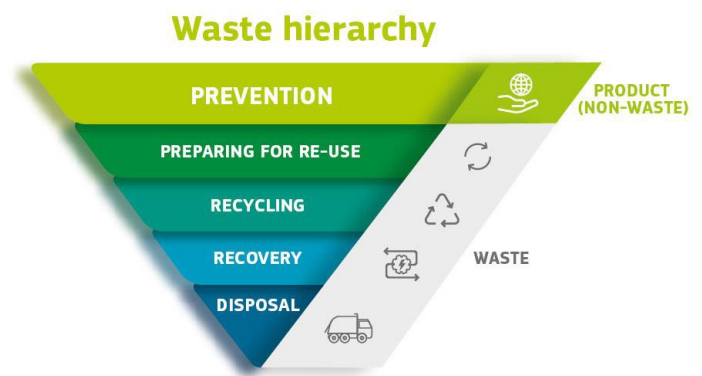 Waste hierarchy
PREVENTION
PRODUCT
(NON-WASTE)
PREPARING FOR RE-USE
RECYCLING
RECOVERY
WASTE
DISPOSAL